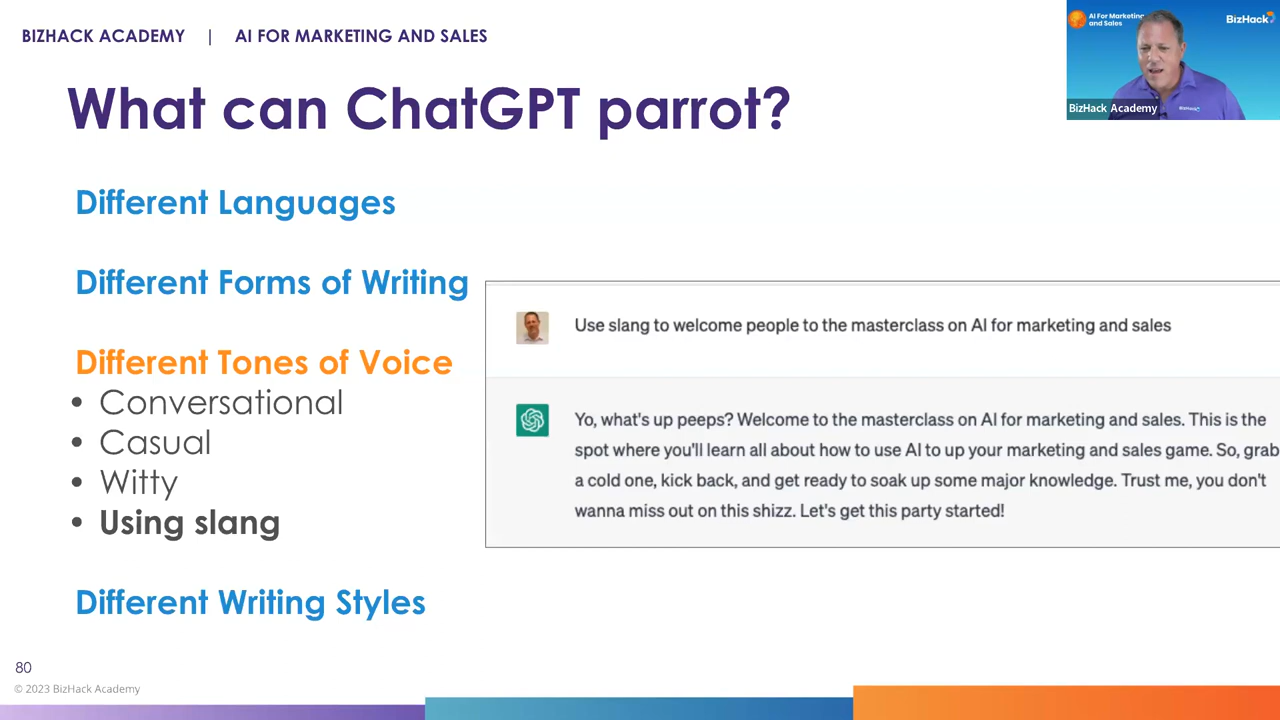 BIZHACK ACADEMY | AI FOR MARKETING AND SALES
AI For Marketing
and Sales
BizHack
BizHack Academy
What can ChatGPT parrot?
Different Languages
Different Forms of Writing
Different Tones of Voice
• Conversational
• Casual
• Witty
• Using slang
Different Writing Styles
Use slang to welcome people to the masterclass on AI for marketing and sales
Yo, what's up peeps? Welcome to the masterclass on AI for marketing and sales. This is the
spot where you'll learn all about how to use AI to up your marketing and sales game. So, grab
a cold one, kick back, and get ready to soak up some major knowledge. Trust me, you don't
wanna miss out on this shizz. Let's get this party started!
80
© 2023 BizHack Academy